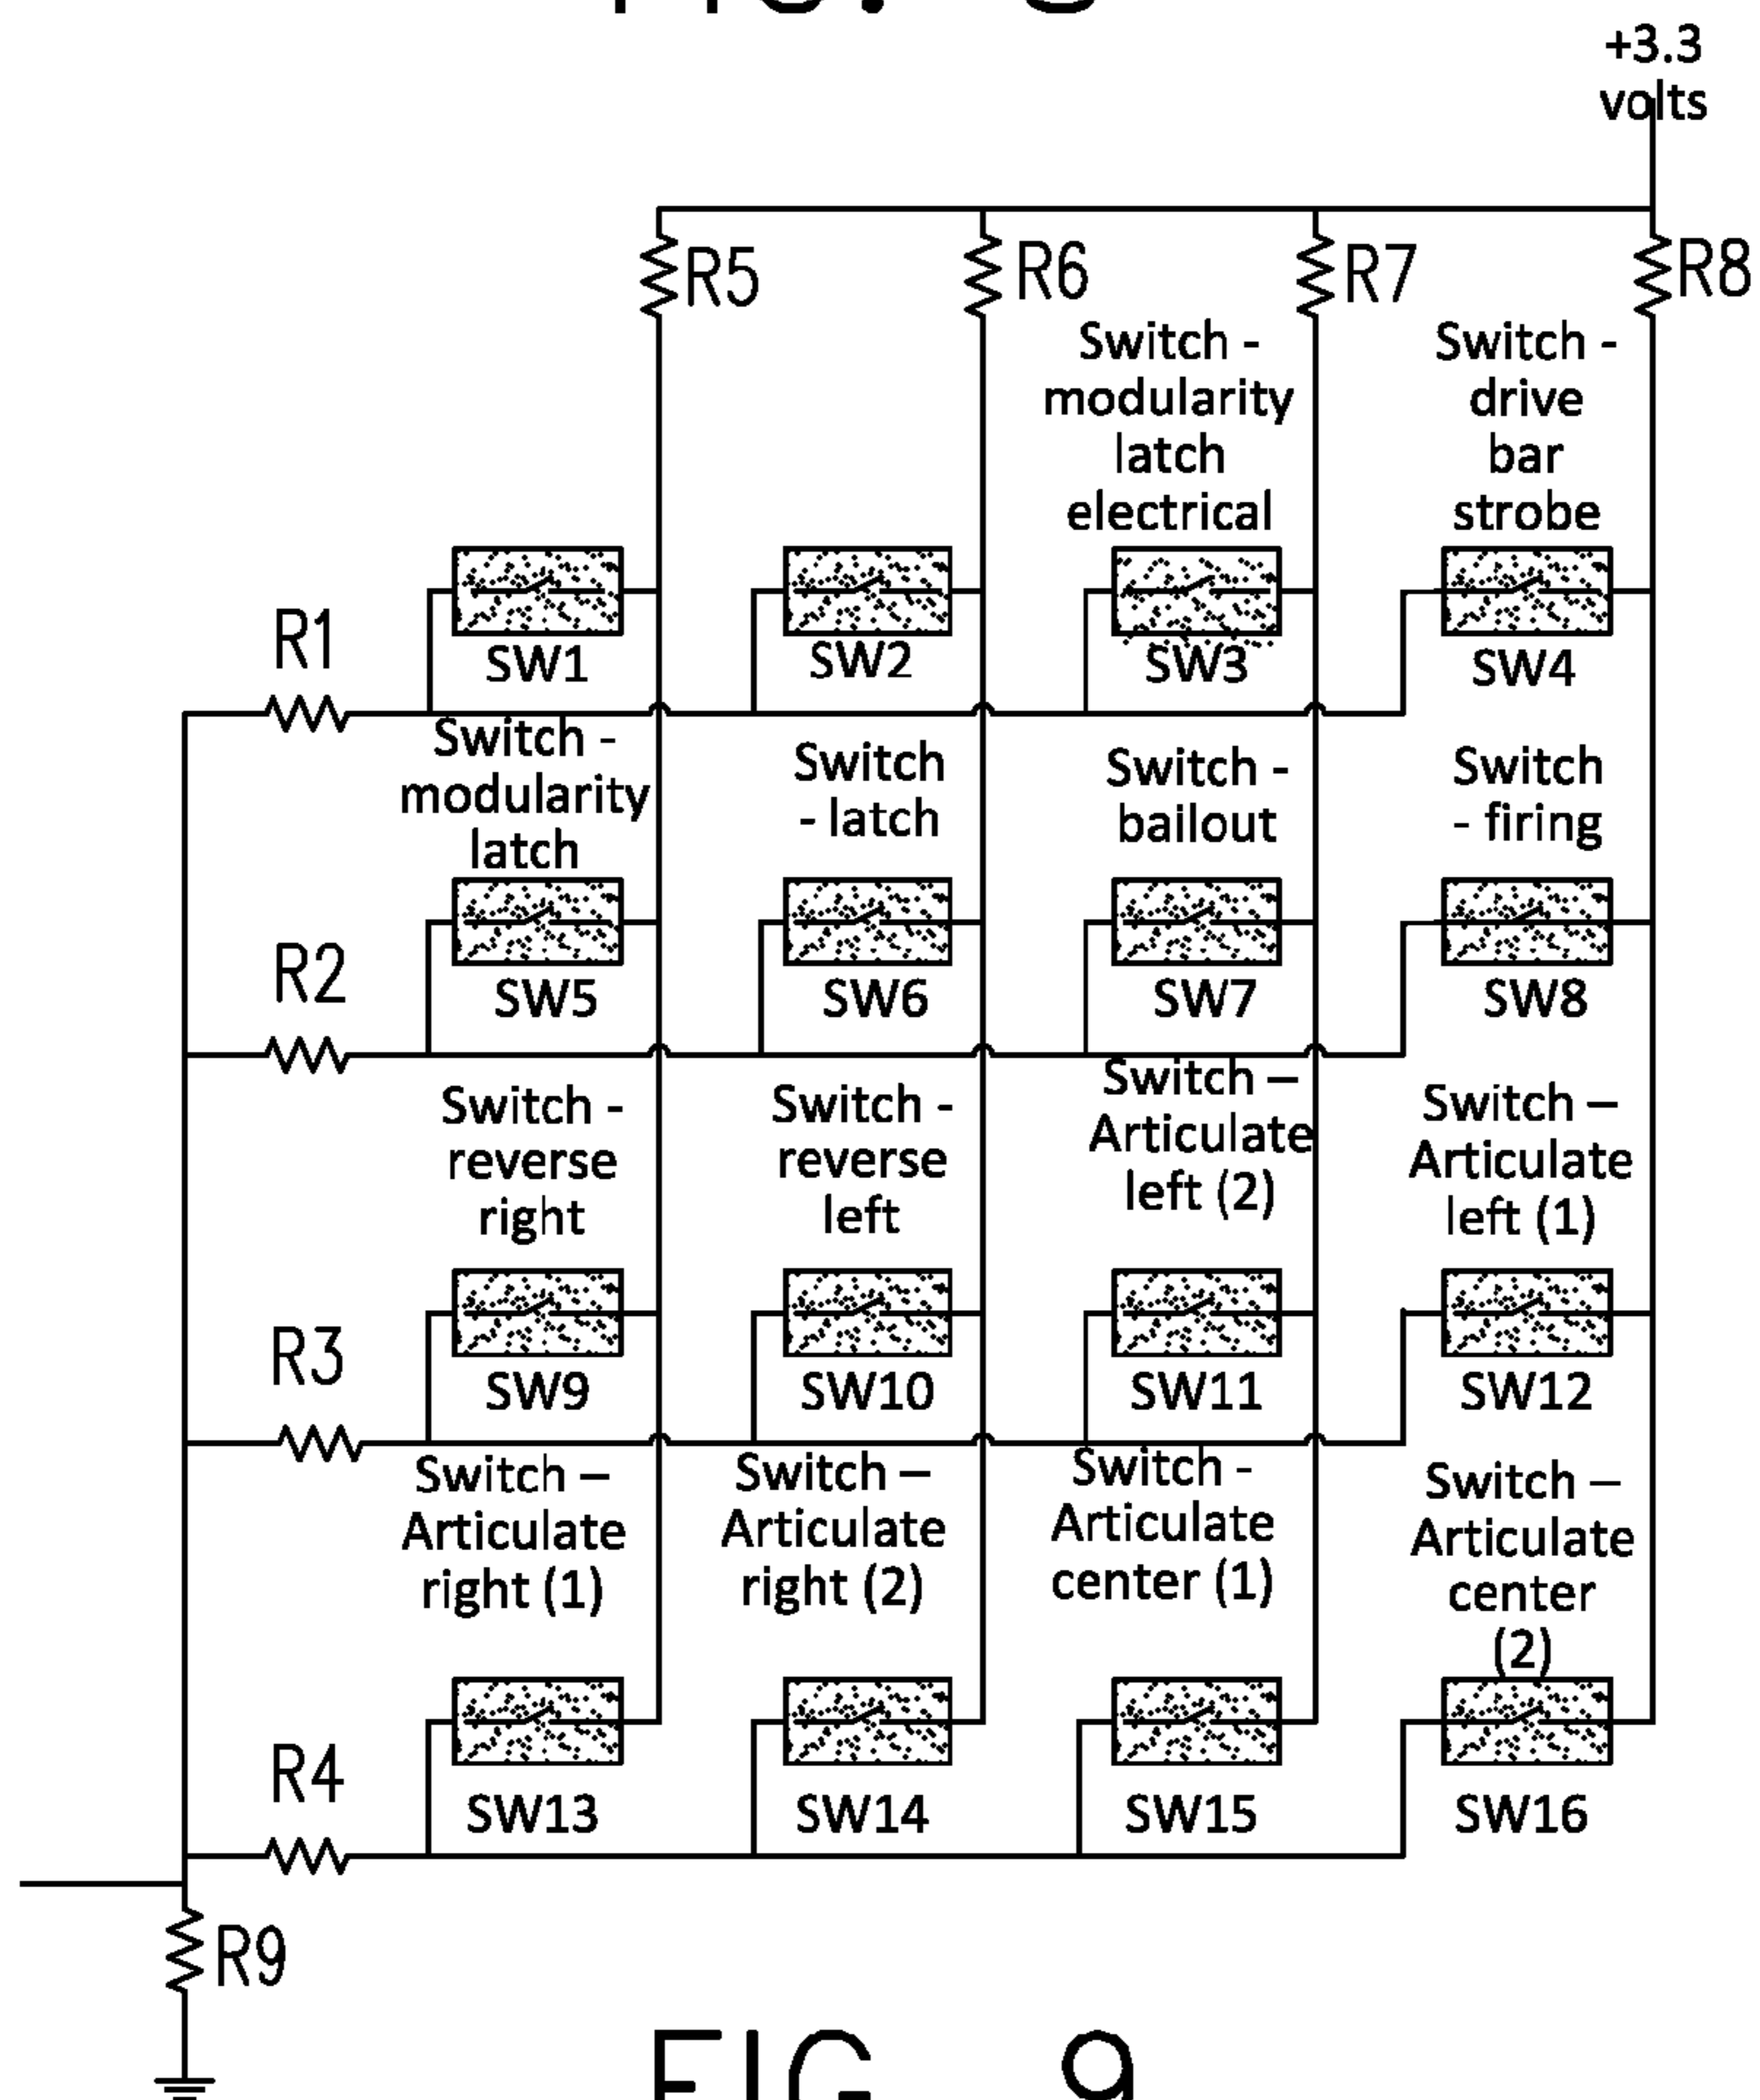 +3.3
volts
R5
R6
R7
R8
Switch -
modularity
latch
electrical
Switch -
drive
bar
strobe
R1
SW1
SW2
SW3
SW4
Switch -
modularity
latch
Switch
- latch
Switch -
bailout
Switch
- firing
R2
SW5
SW6
SW7
SW8
Switch -
reverse
right
Switch -
reverse
left
Switch –
Articulate
left (2)
Switch –
Articulate
left (1)
R3
SW9
SW10
SW11
SW12
Switch –
Articulate
right (1)
Switch –
Articulate
right (2)
Switch -
Articulate
center (1)
Switch –
Articulate
center
(2)
R4
SW13
SW14
SW15
SW16
R9
FIG. 9